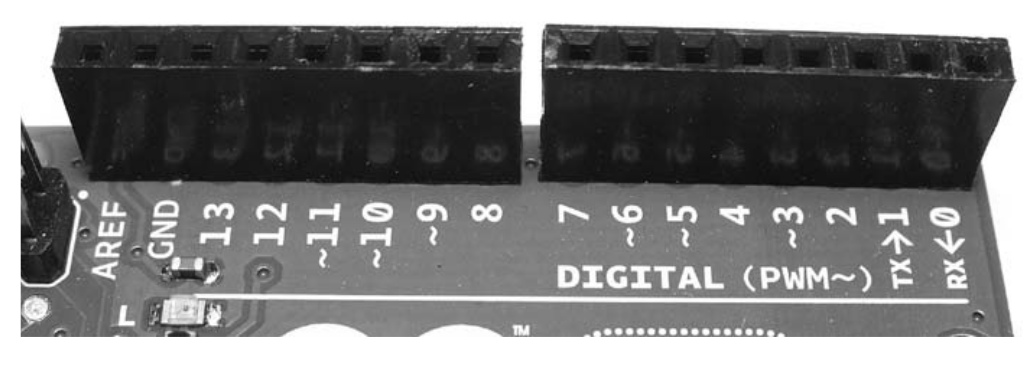 AREF
GND
13
12
~11
~10
~9
8
7
~6
~5
4
~3
2
TX→1
RX←0
DIGITAL (PWM~)
L
TM